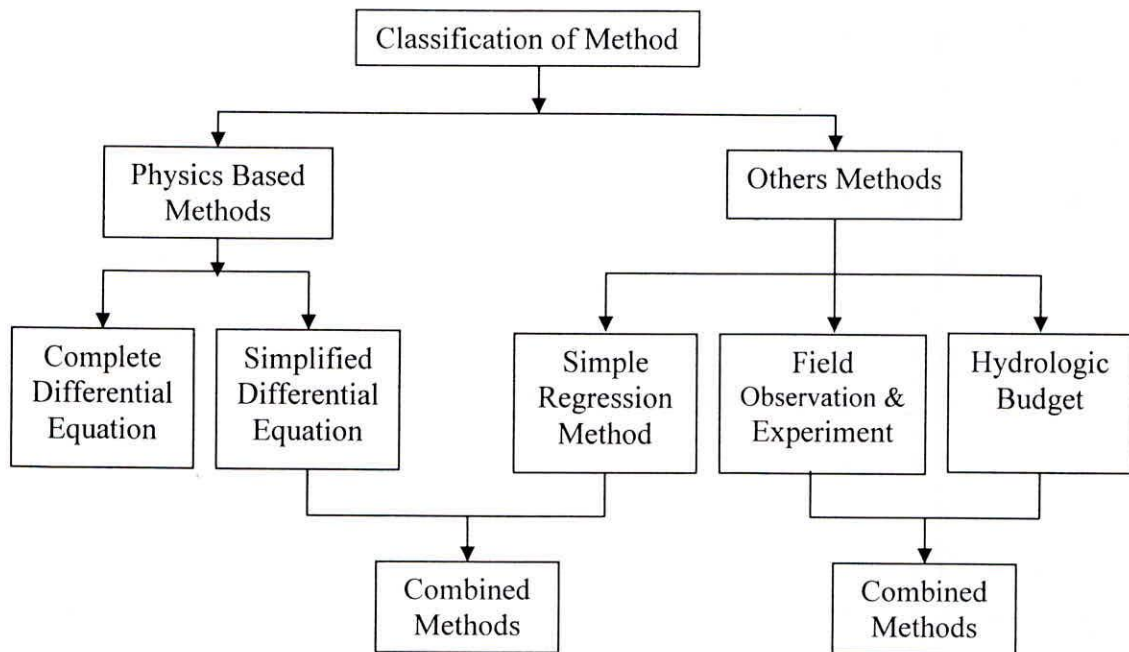 Classification of Method
Physics Based
Methods
Others Methods
Complete
Differential
Equation
Simplified
Differential
Equation
Simple
Regression
Method
Field
Observation &
Experiment
Hydrologic
Budget
Combined
Methods
Combined
Methods